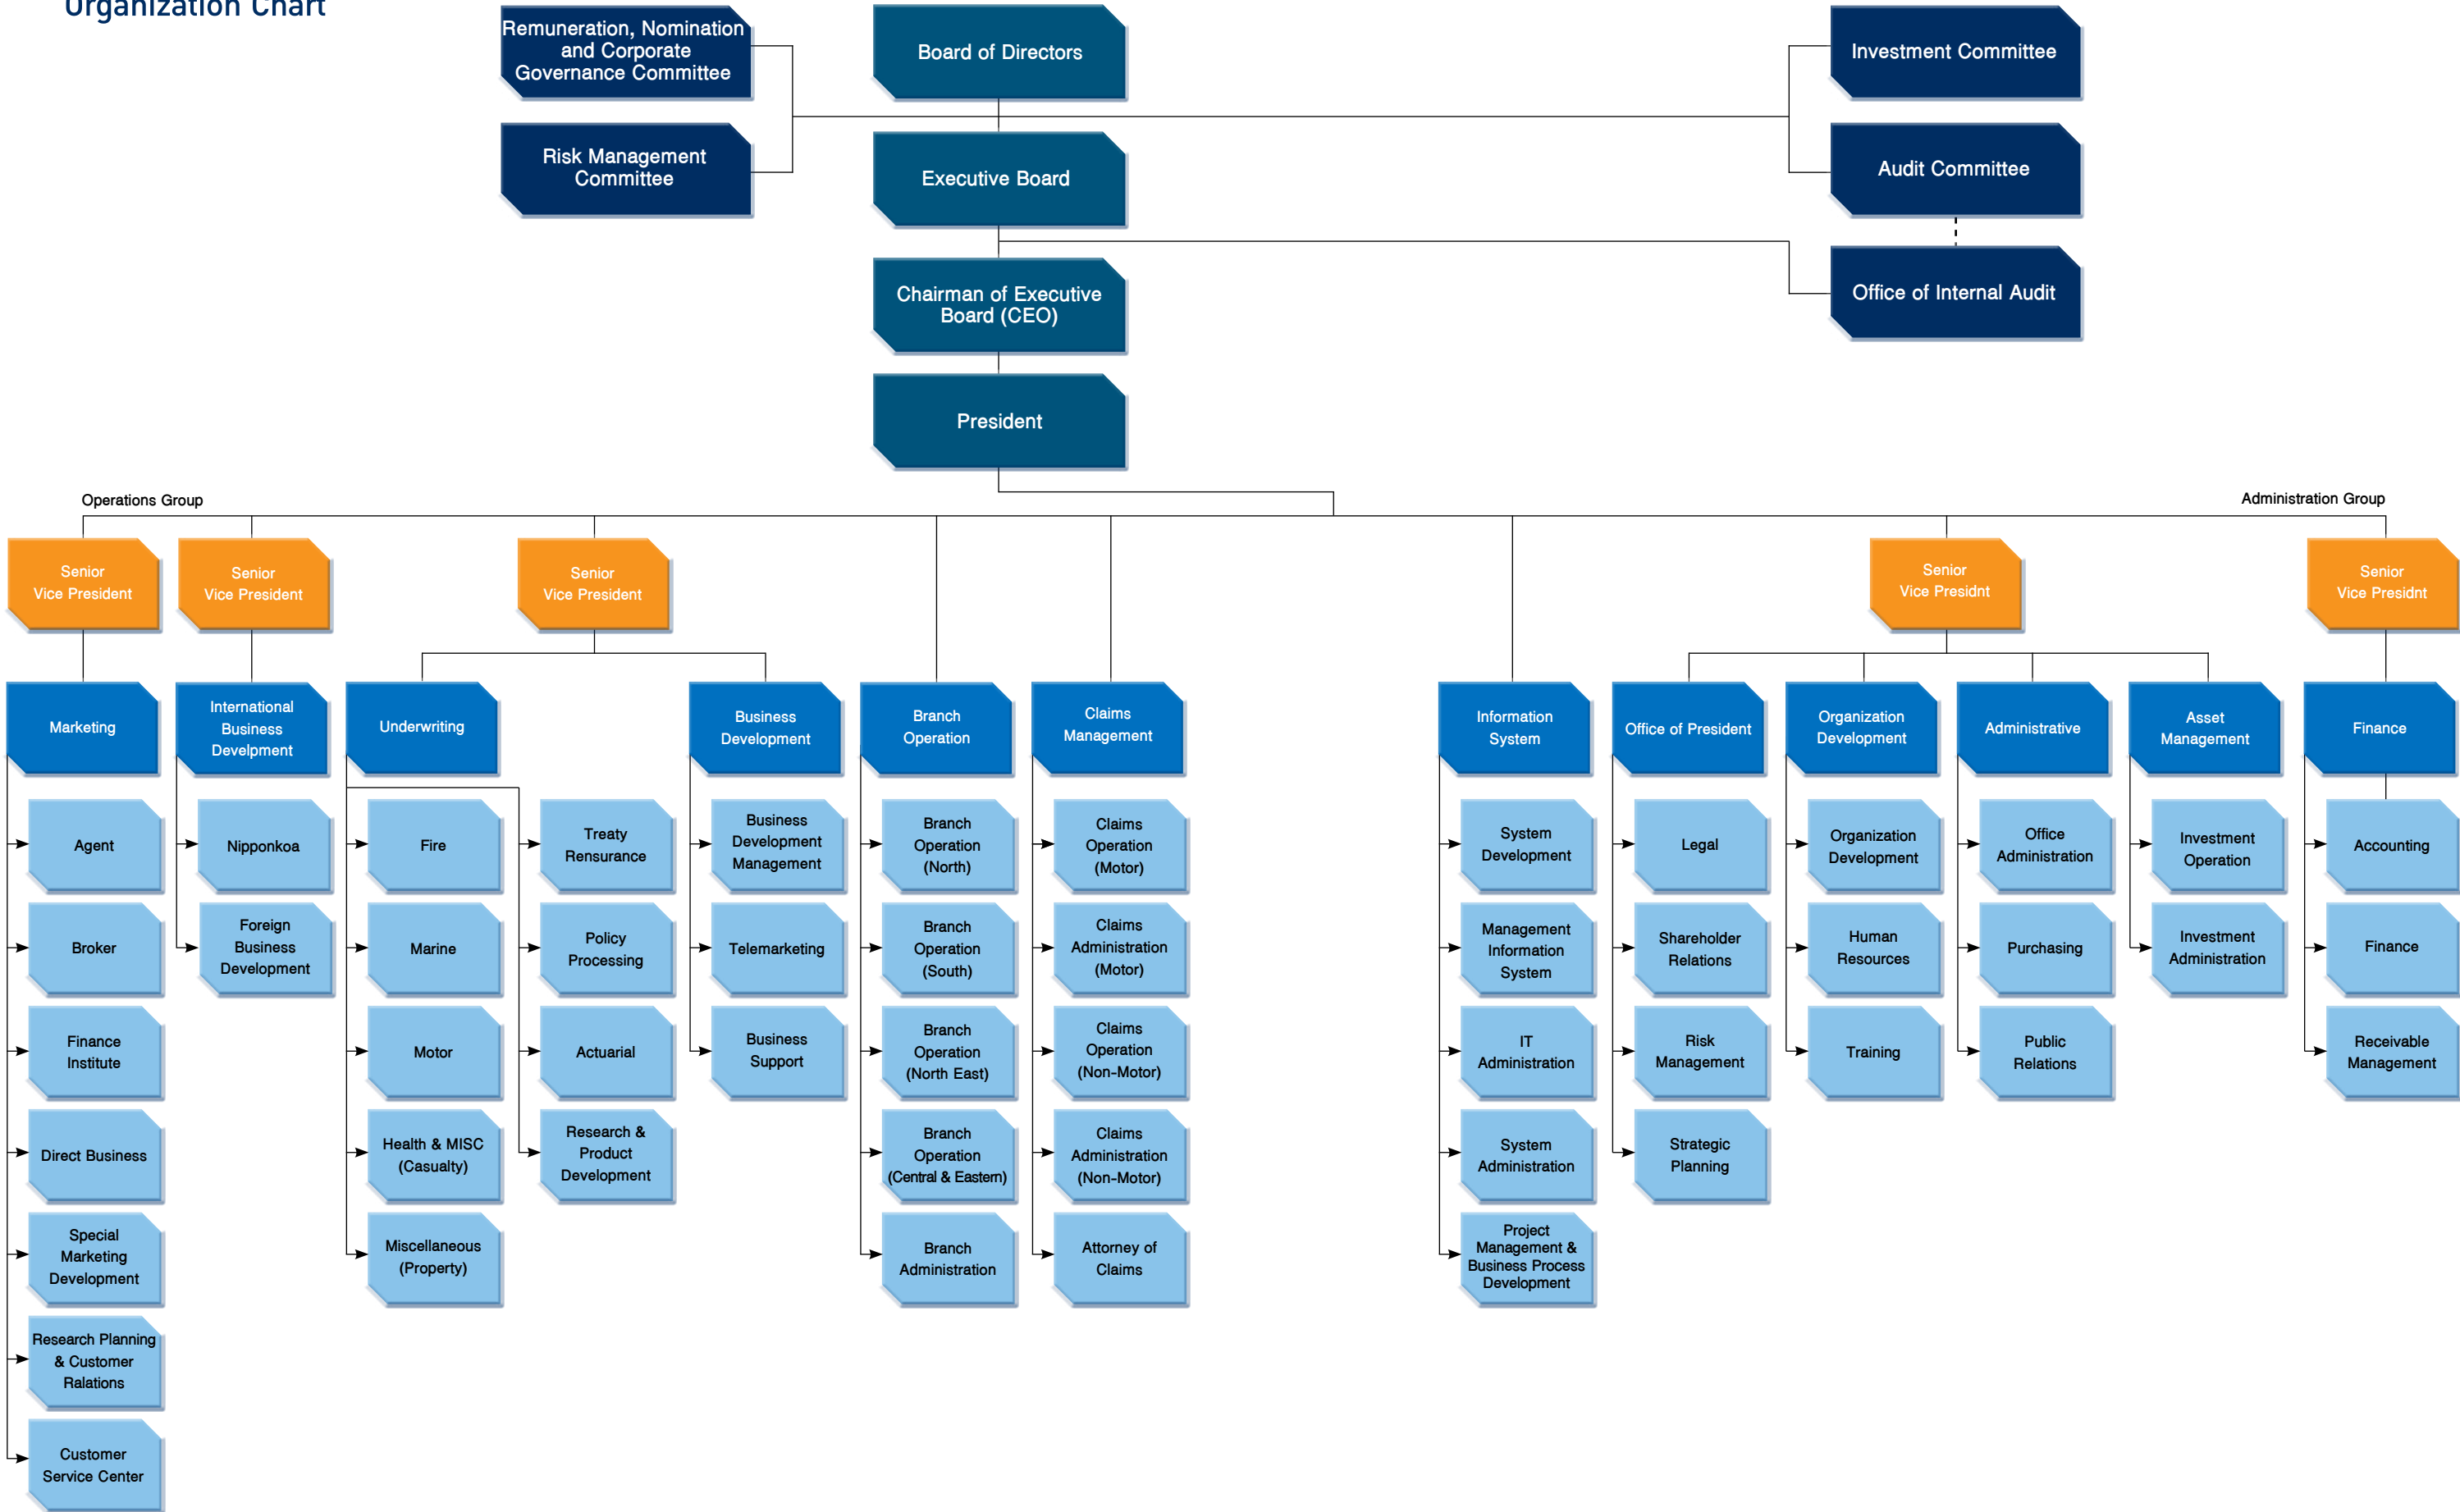 Organization Chart
Remuneration, Nomination
and Corporate
Governance Committee
Board of Directors
Investment Committee
Risk Management
Committee
Executive Board
Audit Committee
Chairman of Executive
Board (CEO)
Office of Internal Audit
President
Operations Group
Administration Group
Senior
Vice President
Senior
Vice President
Senior
Vice President
Senior
Vice Presidnt
Senior
Vice Presidnt
Marketing
International
Business
Develpment
Underwriting
Business
Development
Branch
Operation
Claims
Management
Information
System
Office of President
Organization
Development
Administrative
Asset
Management
Finance
Agent
Broker
Finance
Institute
Direct Business
Special
Marketing
Development
Research Planning
& Customer
Ralations
Customer
Service Center
Nipponkoa
Foreign
Business
Development
Fire
Marine
Motor
Health & MISC
(Casualty)
Miscellaneous
(Property)
Treaty
Rensurance
Policy
Processing
Actuarial
Research &
Product
Development
Business
Development
Management
Telemarketing
Business
Support
Branch
Operation
(North)
Branch
Operation
(South)
Branch
Operation
(North East)
Branch
Operation
(Central & Eastern)
Branch
Administration
Claims
Operation
(Motor)
Claims
Administration
(Motor)
Claims
Operation
(Non-Motor)
Claims
Administration
(Non-Motor)
Attorney of
Claims
System
Development
Management
Information
System
IT
Administration
System
Administration
Project
Management &
Business Process
Development
Legal
Shareholder
Relations
Risk
Management
Strategic
Planning
Organization
Development
Human
Resources
Training
Office
Administration
Purchasing
Public
Relations
Investment
Operation
Investment
Administration
Accounting
Finance
Receivable
Management